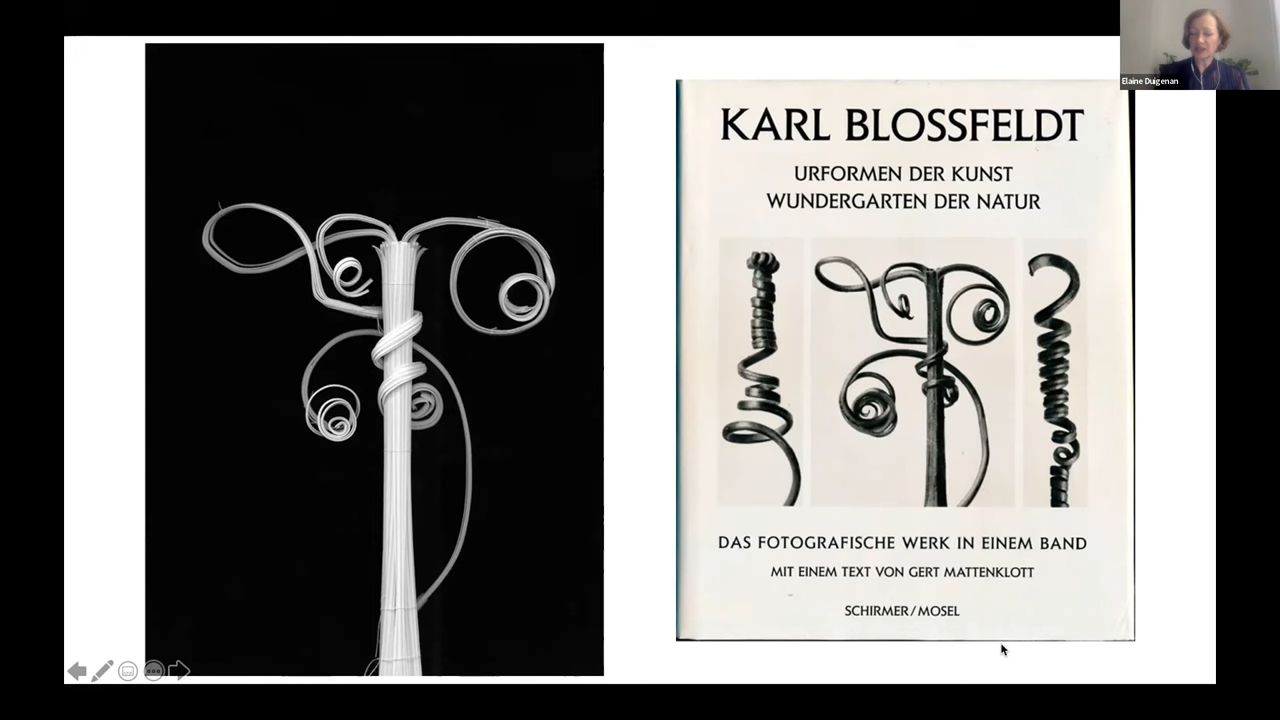 Elaine Duigenan
KARL BLOSSFELDT
URFORMEN DER KUNST
WUNDERGARTEN DER NATUR
DAS FOTOGRAFISCHE WERK IN EINEM BAND
MIT EINEM TEXT VON GERT MATTENKLOTT
SCHIRMER/MOSEL